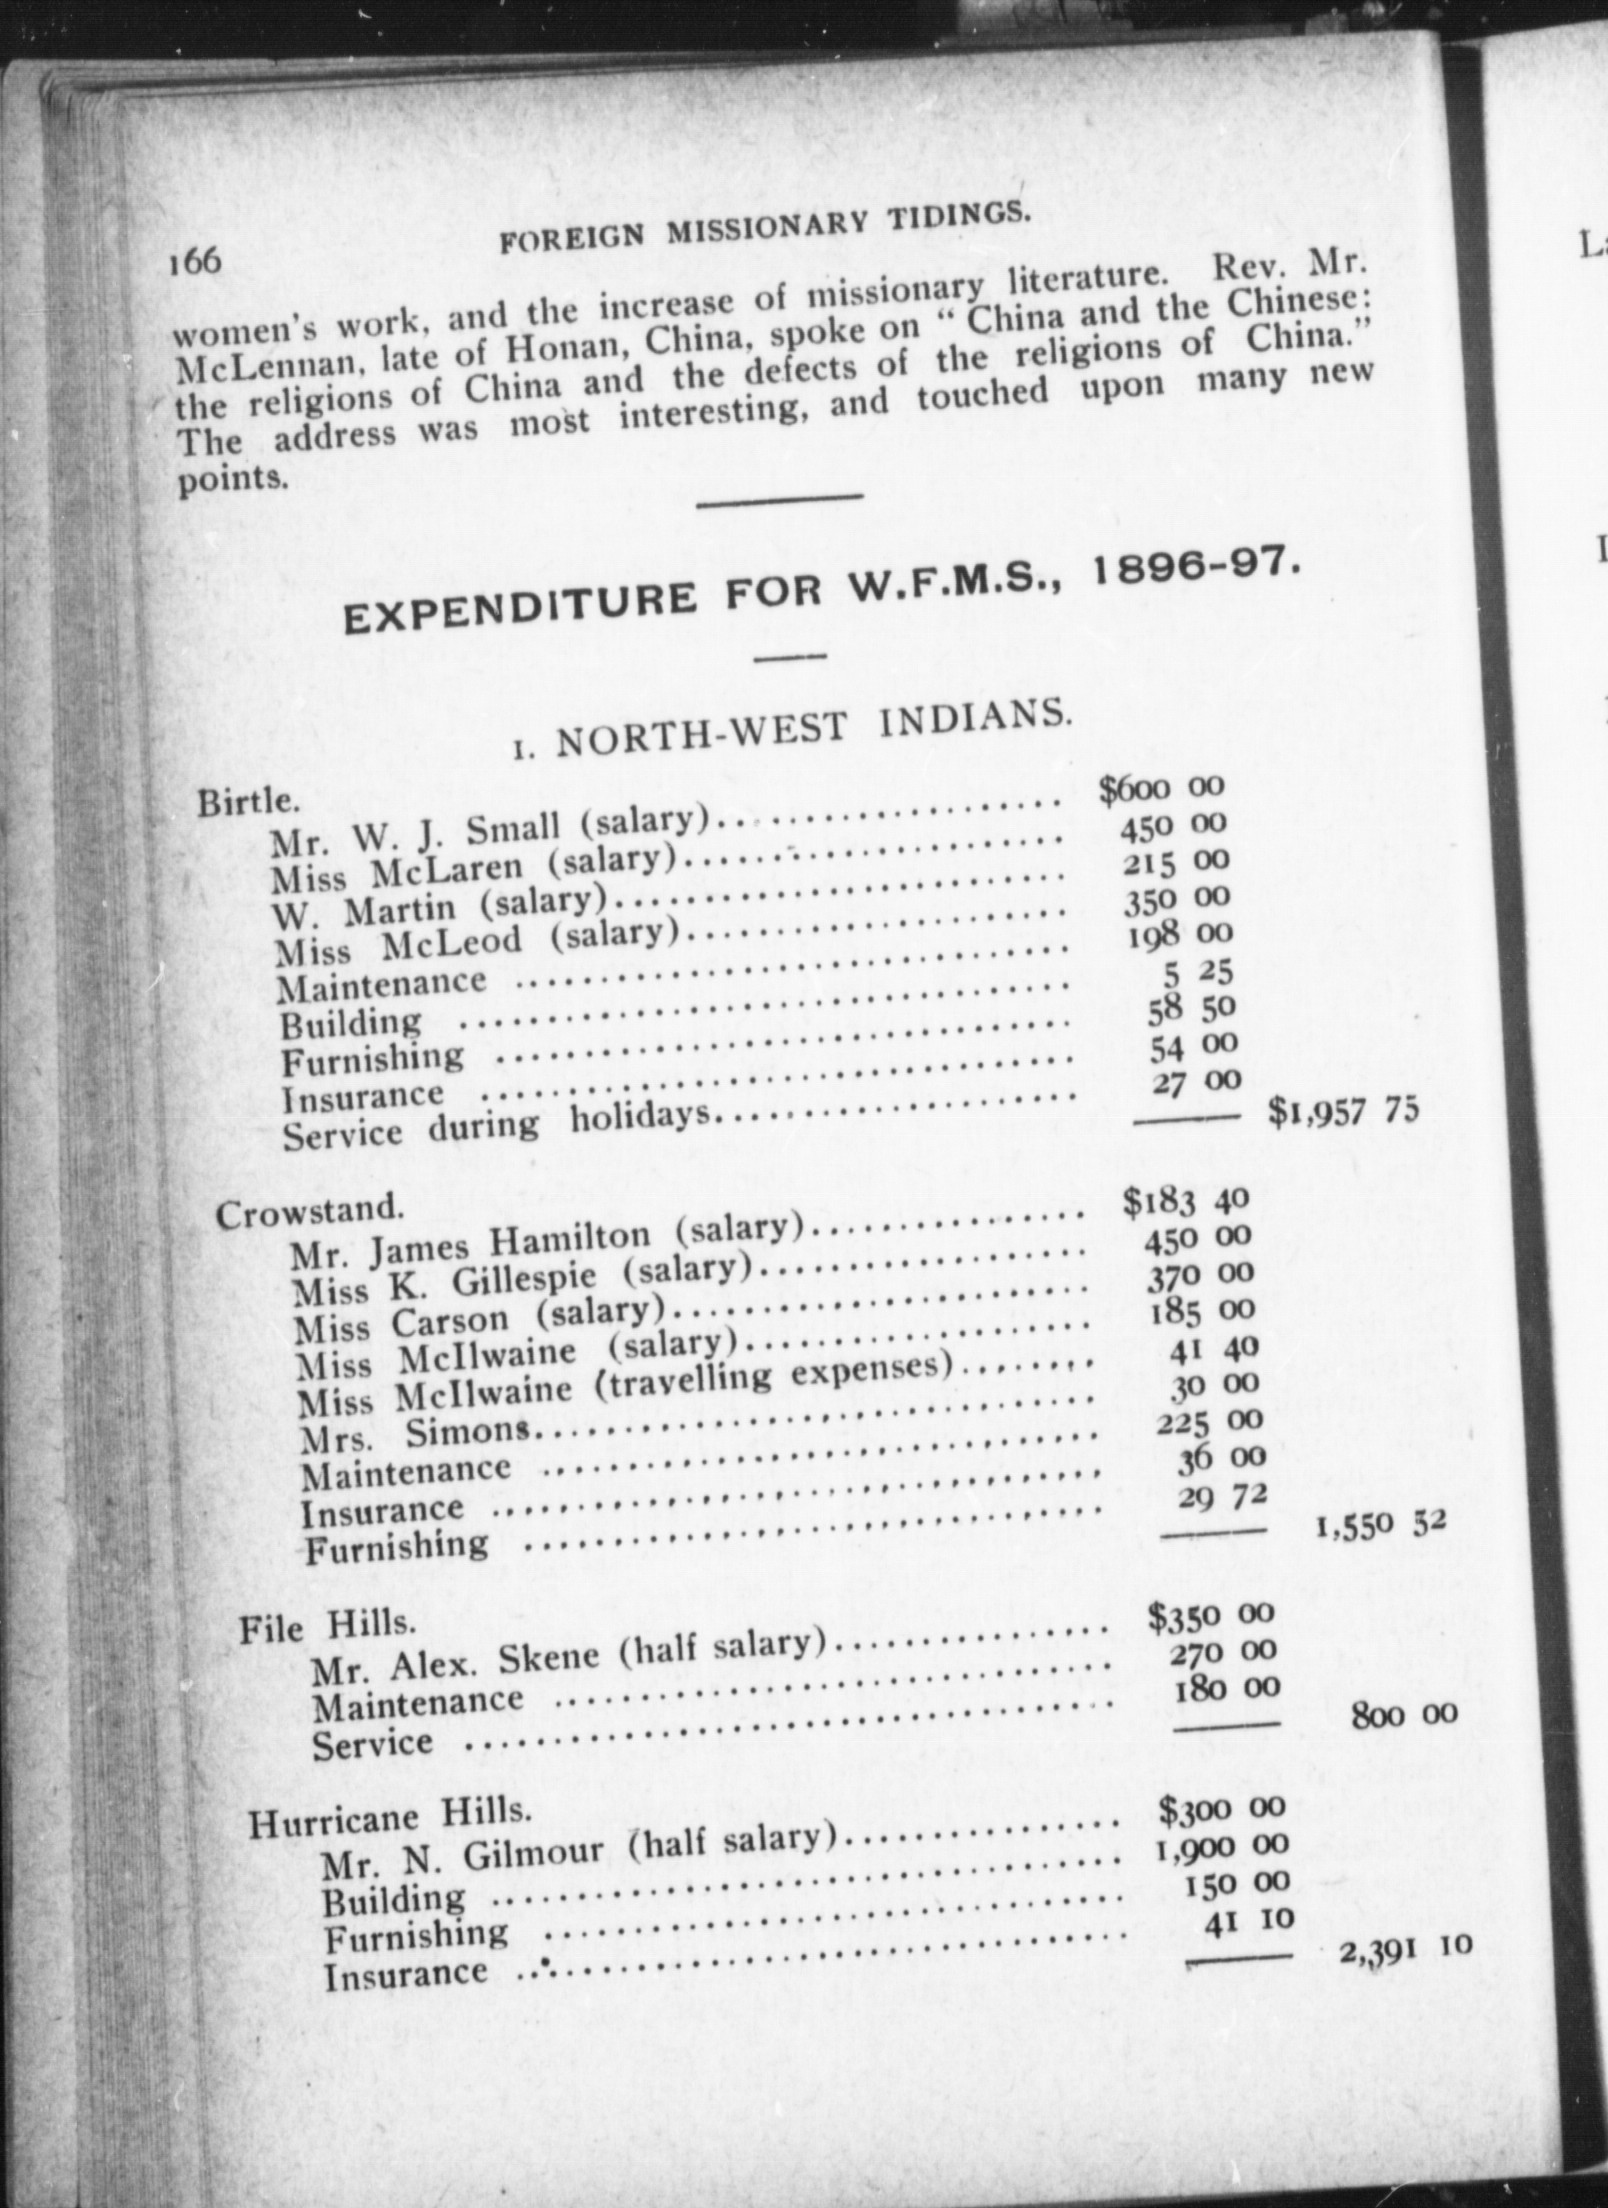 166
FOREIGN MISSIONARY TIDINGS.
women's work, and the increase of missionary literature. Rev. Mr.
McLennan, late of Honan, China, spoke on “ China and the Chinese;
the religions of China and the defects of the religions of China.”
The address was most interesting, and touched upon many new
points.
EXPENDITURE FOR W.F.M.S., 1896-97.
1. NORTH-WEST INDIANS.
Birtle.
Mr. W. J. Small (salary).................... $600 00
Miss McLaren (salary)...................... 450 00
W. Martin (salary).......................... 215 00
Miss McLeod (salary)...................... 350 00
Maintenance ................................ 198 00
Building ................................... 5 25
Furnishing ................................. 58 50
Insurance .................................. 54 00
Service during holidays..................... 27 00
$1,957 75
Crowstand.
Mr. James Hamilton (salary)................ $183 40
Miss K. Gillespie (salary)................... 450 00
Miss Carson (salary)........................ 370 00
Miss McIlwaine (salary).................... 185 00
Miss McIlwaine (travelling expenses)........ 41 40
Mrs. Simons................................ 30 00
Maintenance ................................ 225 00
Insurance .................................. 36 00
Furnishing ................................. 29 72
1,550 52
File Hills.
Mr. Alex. Skene (half salary)................ $350 00
Maintenance ................................ 270 00
Service ..................................... 180 00
800 00
Hurricane Hills.
Mr. N. Gilmour (half salary)................ $300 00
Building .................................... 1,900 00
Furnishing ................................. 150 00
Insurance ................................... 41 10
2,391 10